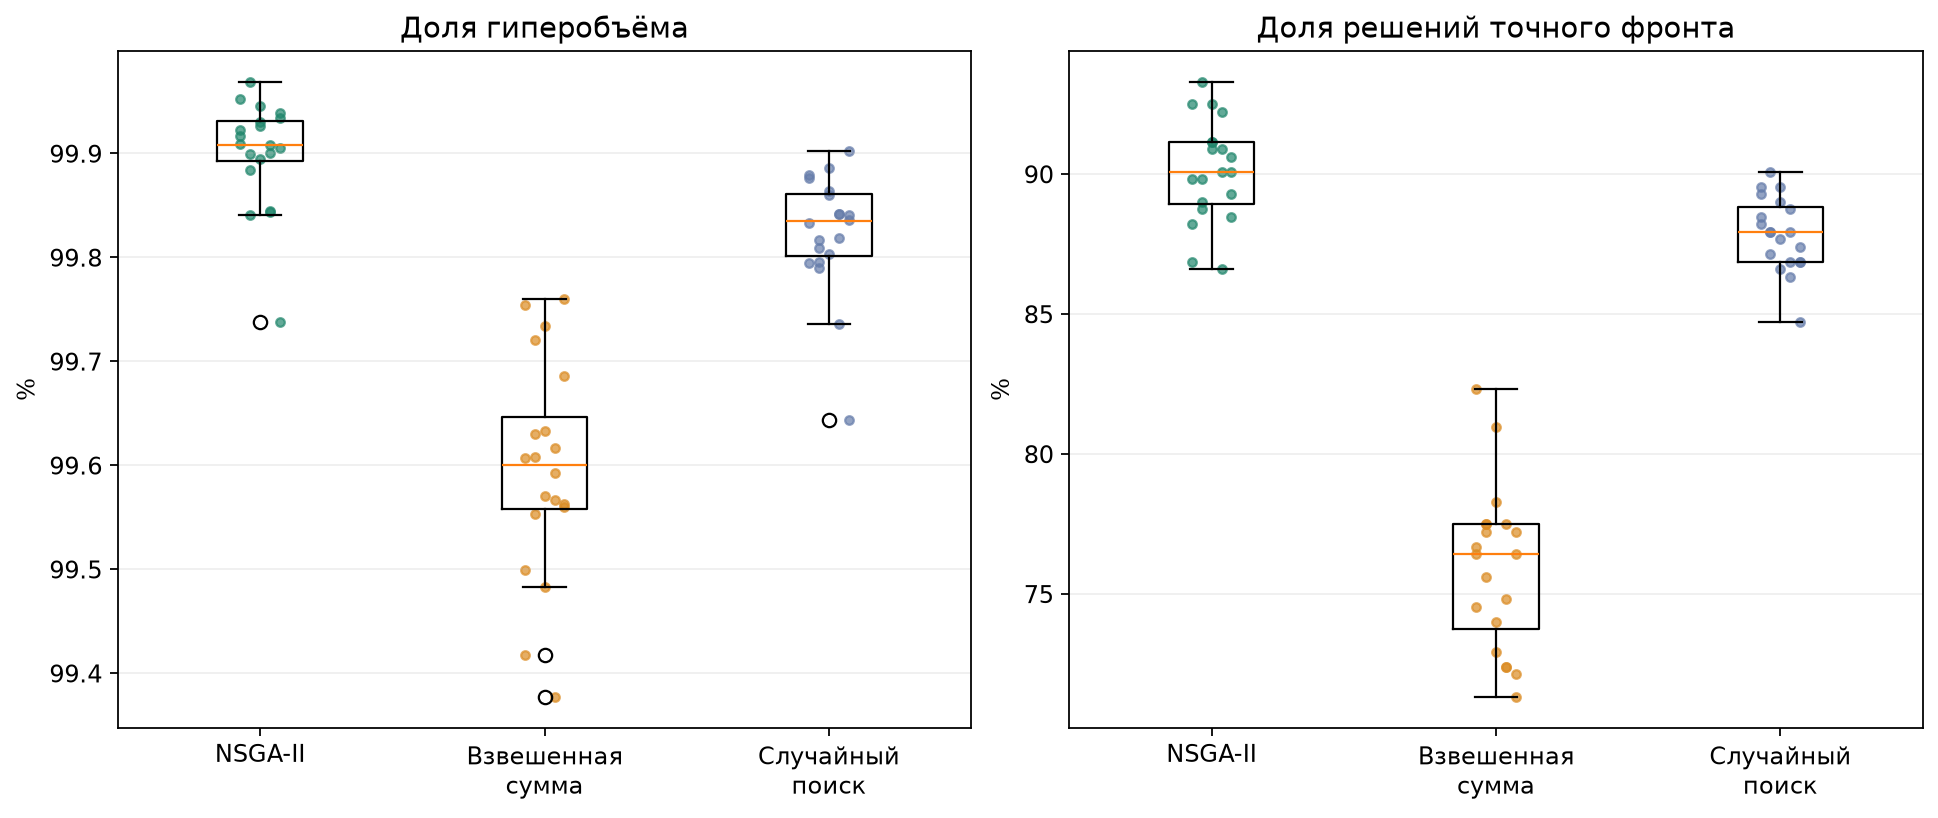 Доля гиперобъёма
%
99.9
99.8
99.7
99.6
99.5
99.4
NSGA-II
Взвешенная
сумма
Случайный
поиск
Доля решений точного фронта
%
90
85
80
75
NSGA-II
Взвешенная
сумма
Случайный
поиск